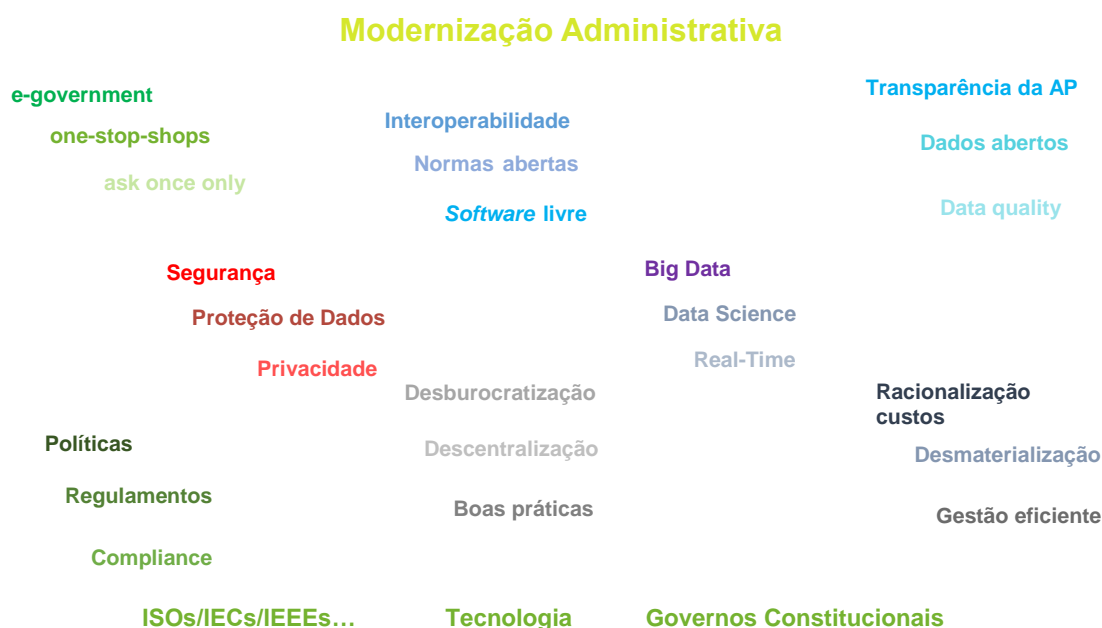 Modernização Administrativa
e-government
one-stop-shops
ask once only
Interoperabilidade
Normas abertas
Software livre
Transparência da AP
Dados abertos
Data quality
Segurança
Proteção de Dados
Privacidade
Big Data
Data Science
Real-Time
Desburocratização
Descentralização
Boas práticas
Racionalização
custos
Desmaterialização
Gestão eficiente
Políticas
Regulamentos
Compliance
ISOs/IECs/IEEEs…
Tecnologia
Governos Constitucionais